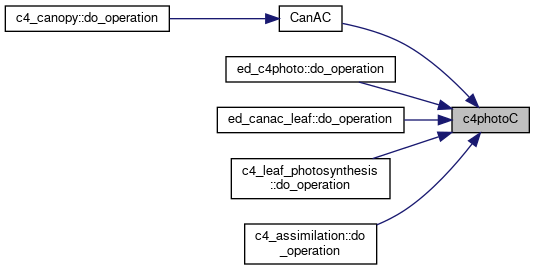 c4_canopy::do_operation
CanAC
ed_c4photo::do_operation
ed_canac_leaf::do_operation
c4photoC
c4_leaf_photosynthesis
::do_operation
c4_assimilation::do
_operation